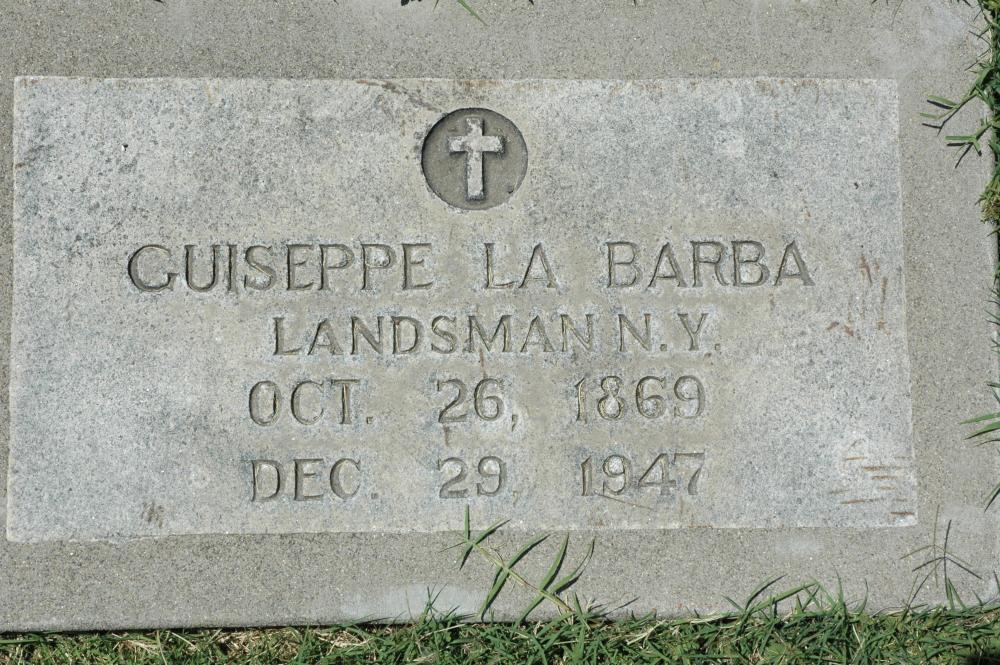 GUISEPPE LA BARBA
LANDSMAN N.Y.
OCT. 26, 1869
DEC. 29, 1947